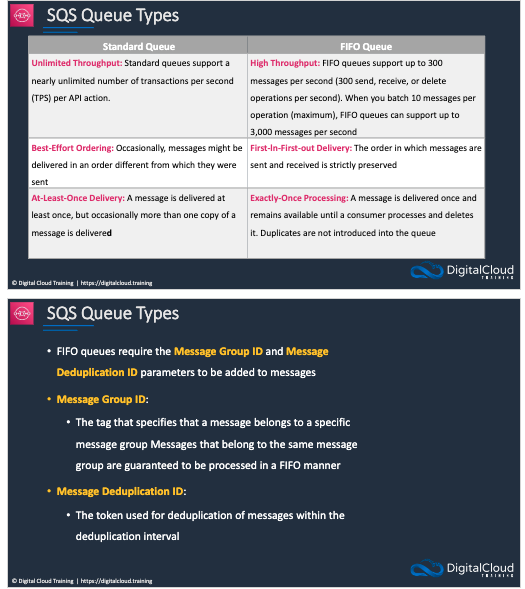 SQS Queue Types
Standard Queue
FIFO Queue
Unlimited Throughput: Standard queues support a
nearly unlimited number of transactions per second
(TPS) per API action.
High Throughput: FIFO queues support up to 300
messages per second (300 send, receive, or delete
operations per second). When you batch 10 messages per
operation (maximum), FIFO queues can support up to
3,000 messages per second
Best-Effort Ordering: Occasionally, messages might be
delivered in an order different from which they were
sent
First-In-First-out Delivery: The order in which messages are
sent and received is strictly preserved
At-Least-Once Delivery: A message is delivered at
least once, but occasionally more than one copy of a
message is delivered
Exactly-Once Processing: A message is delivered once and
remains available until a consumer processes and deletes
it. Duplicates are not introduced into the queue
© Digital Cloud Training | https://digitalcloud.training
DigitalCloud
TRAINING
SQS Queue Types
• FIFO queues require the Message Group ID and Message
Deduplication ID parameters to be added to messages
• Message Group ID:
• The tag that specifies that a message belongs to a specific
message group Messages that belong to the same message
group are guaranteed to be processed in a FIFO manner
• Message Deduplication ID:
• The token used for deduplication of messages within the
deduplication interval
© Digital Cloud Training | https://digitalcloud.training
DigitalCloud
TRAINING